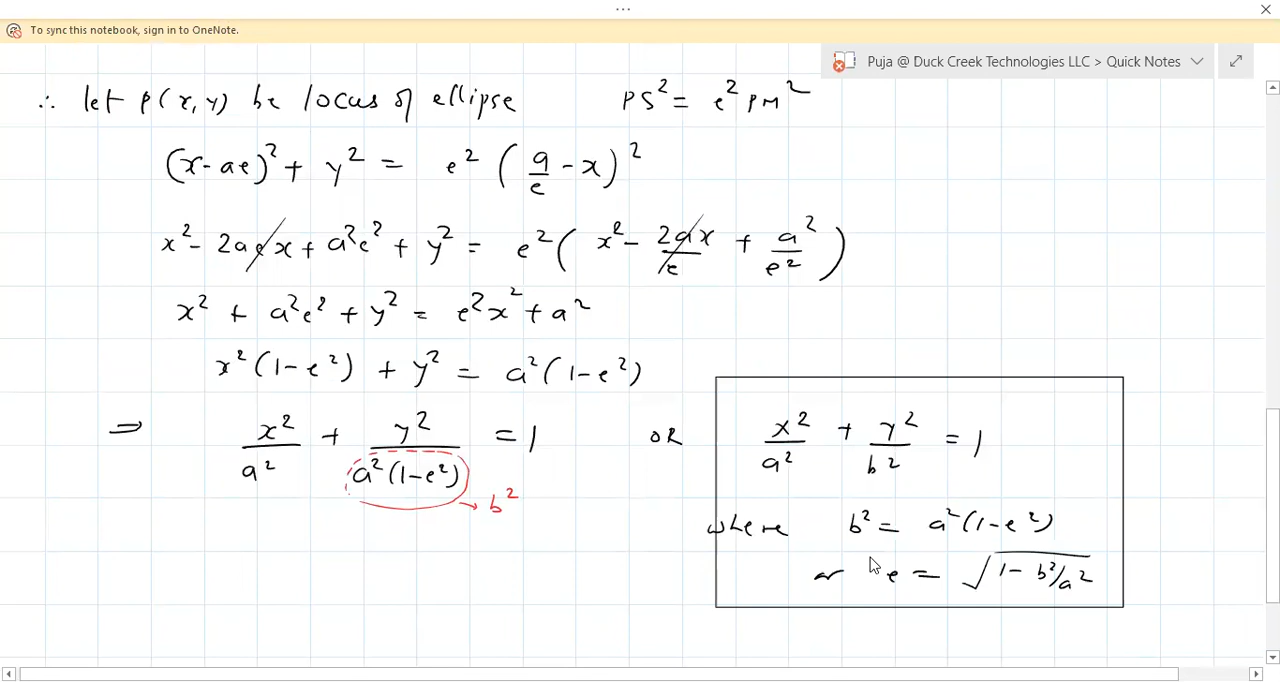 To sync this notebook, sign in to OneNote.
Puja @ Duck Creek Technologies LLC > Quick Notes
∴ let P(x,y) be locus of ellipse PS² = e² PM²
(x-ae)² + y² = e² (a/e - x)²
x² - 2aex + a²e² + y² = e² (x² - 2ax/e + a²/e²)
x² + a²e² + y² = e²x² + a²
x²(1-e²) + y² = a²(1-e²)
⇒ x²/a² + y²/a²(1-e²) = 1 OR x²/a² + y²/b² = 1
→ b²
where b² = a²(1-e²)
or e = √(1 - b²/a²)